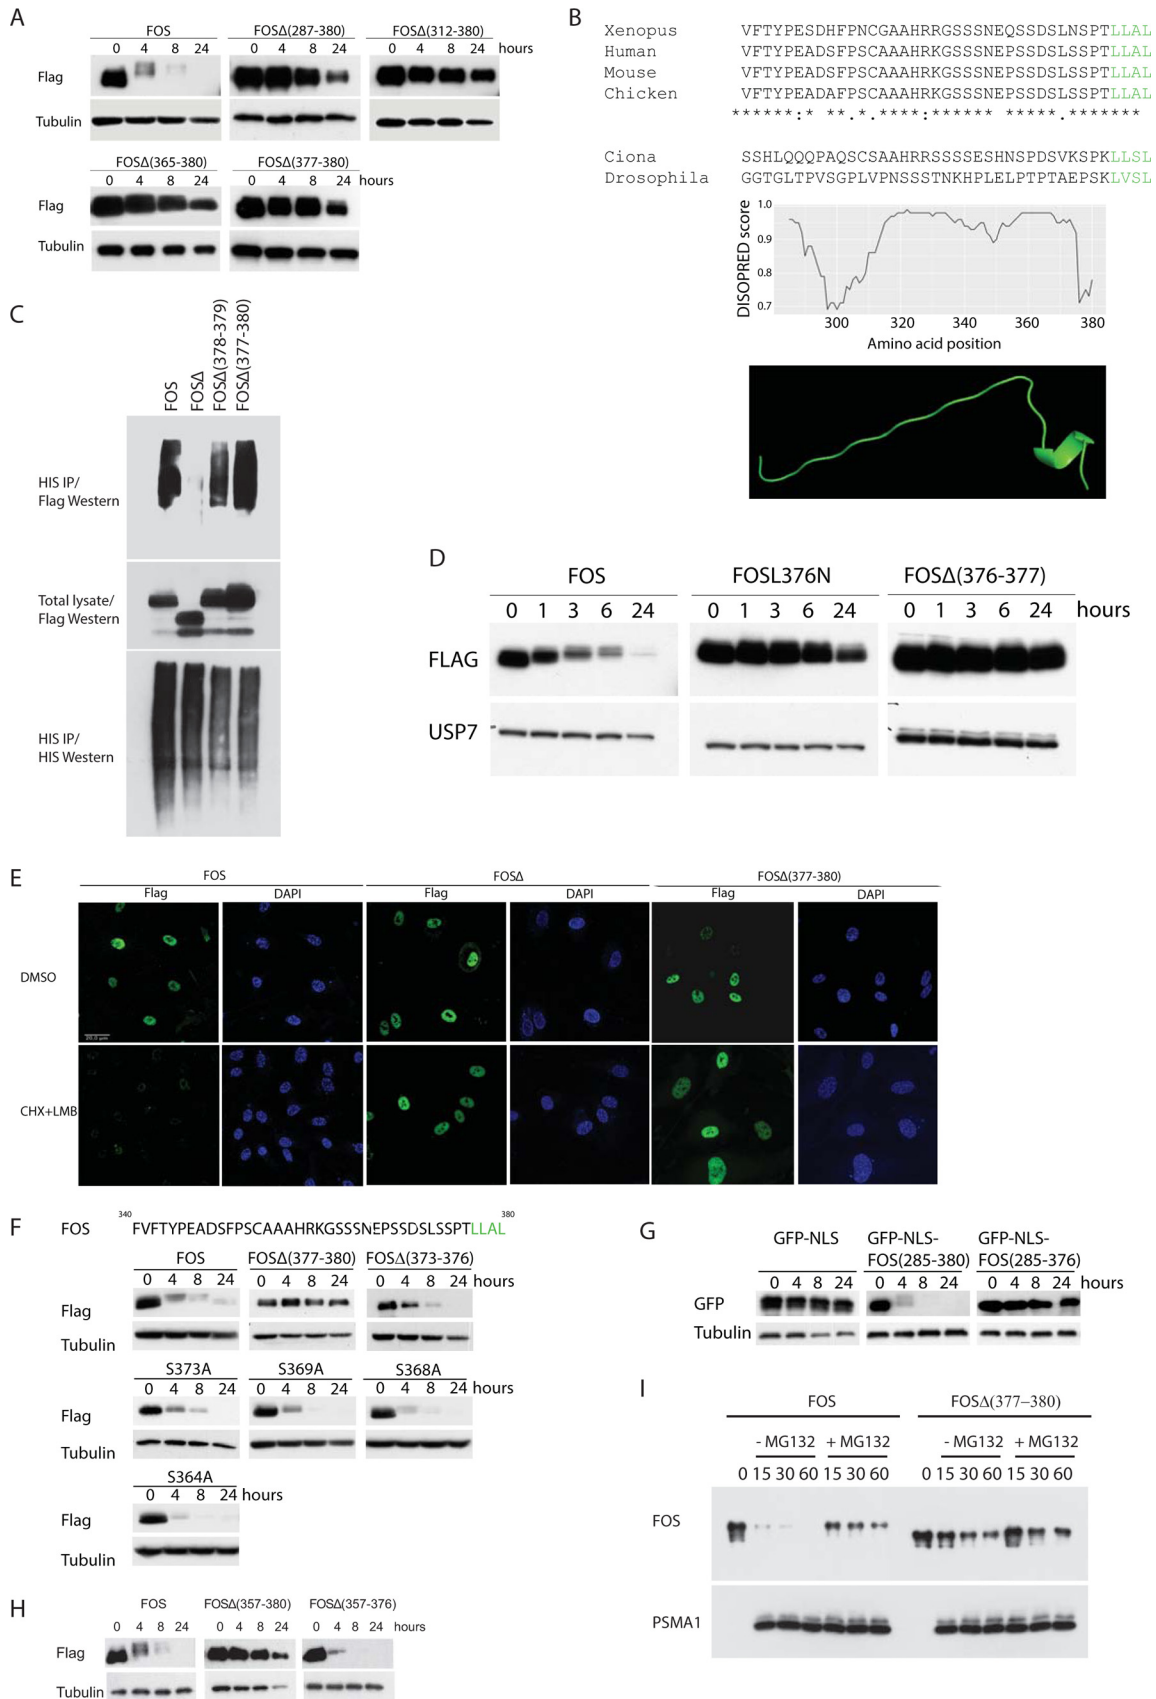 A
FOS FOSΔ(287-380) FOSΔ(312-380)
0 4 8 24 0 4 8 24 0 4 8 24 hours
Flag
Tubulin
FOSΔ(365-380) FOSΔ(377-380)
0 4 8 24 0 4 8 24 hours
Flag
Tubulin
B
Xenopus VFTYPESDHFPNCGAAHRRGSSSNEQSSDSLNSPTLLAL
Human VFTYPEADSFPSCAAAHRKGSSSNEPSSDSLSSPTLLAL
Mouse VFTYPEADSFPSCAAAHRKGSSSNEPSSDSLSSPTLLAL
Chicken VFTYPEADAFPSCAAAHRKGSSSNEPSSDSLSSPTLLAL
******:* **.*.****:****** *****.*******
Ciona SSHLQQQPAQSCSAAHRRSSSSESHNSPDSVKSPKLLSL
Drosophila GGTGLTPVSGPLVPNSSSTNKHPLELPTPTAEPSKLVSL
DISOPRED score
1.0
0.9
0.8
0.7
300 320 340 360 380
Amino acid position
C
FOS FOSΔ FOSΔ(378-379) FOSΔ(377-380)
HIS IP/
Flag Western
Total lysate/
Flag Western
HIS IP/
HIS Western
D
FOS FOSL376N FOSΔ(376-377)
0 1 3 6 24 0 1 3 6 24 0 1 3 6 24 hours
FLAG
USP7
E
FOS FOSΔ FOSΔ(377-380)
Flag DAPI Flag DAPI Flag DAPI
DMSO
20.0 µm
CHX+LMB
F
340 380
FOS FVFTYPEADSFPSCAAAHRKGSSSNEPSSDSLSSPTLLAL
FOS FOSΔ(377-380) FOSΔ(373-376)
0 4 8 24 0 4 8 24 0 4 8 24 hours
Flag
Tubulin
S373A S369A S368A
0 4 8 24 0 4 8 24 0 4 8 24 hours
Flag
Tubulin
S364A
0 4 8 24 hours
Flag
Tubulin
G
GFP-NLS GFP-NLS-FOS(285-380) GFP-NLS-FOS(285-376)
0 4 8 24 0 4 8 24 0 4 8 24 hours
GFP
Tubulin
H
FOS FOSΔ(357-380) FOSΔ(357-376)
0 4 8 24 0 4 8 24 0 4 8 24 hours
Flag
Tubulin
I
FOS FOSΔ(377–380)
- MG132 + MG132 - MG132 + MG132
0 15 30 60 15 30 60 0 15 30 60 15 30 60
FOS
PSMA1